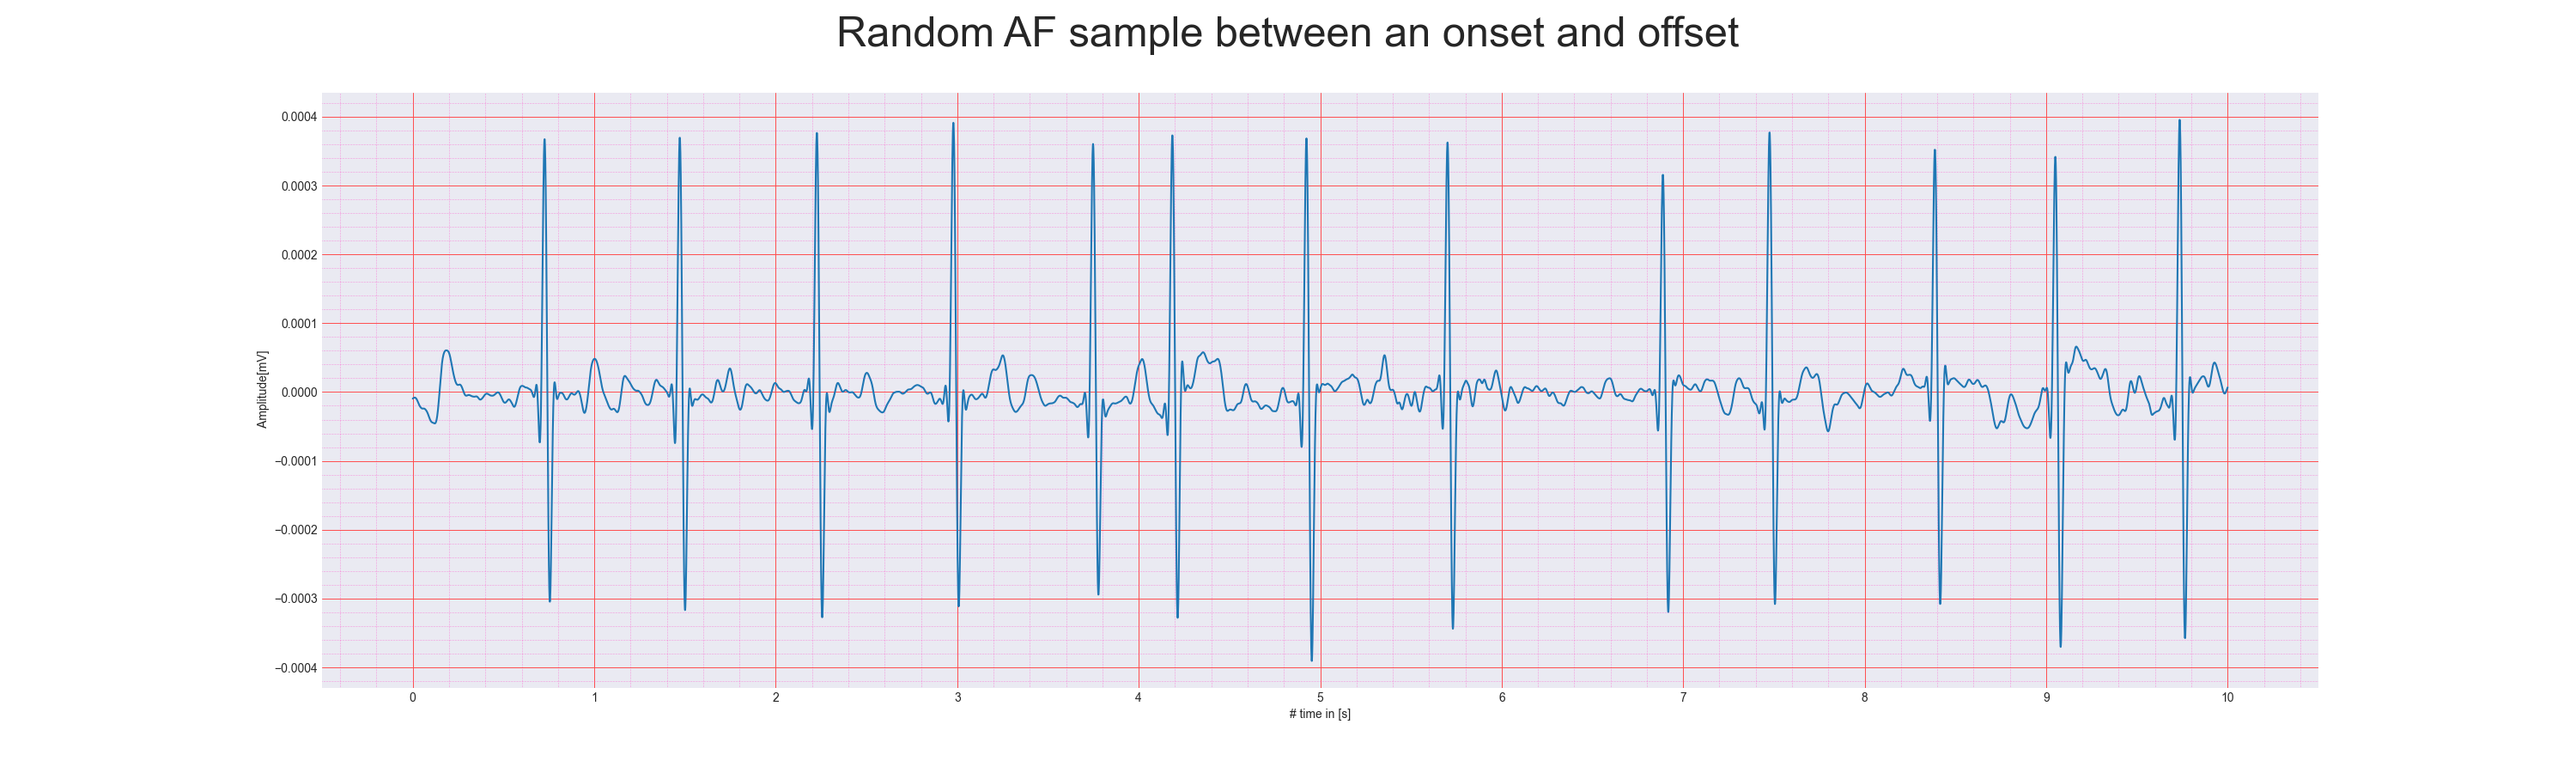 Random AF sample between an onset and offset
0.0004
0.0003
0.0002
0.0001
0.0000
−0.0001
−0.0002
−0.0003
−0.0004
Amplitude[mV]
0 1 2 3 4 5 6 7 8 9 10
# time in [s]